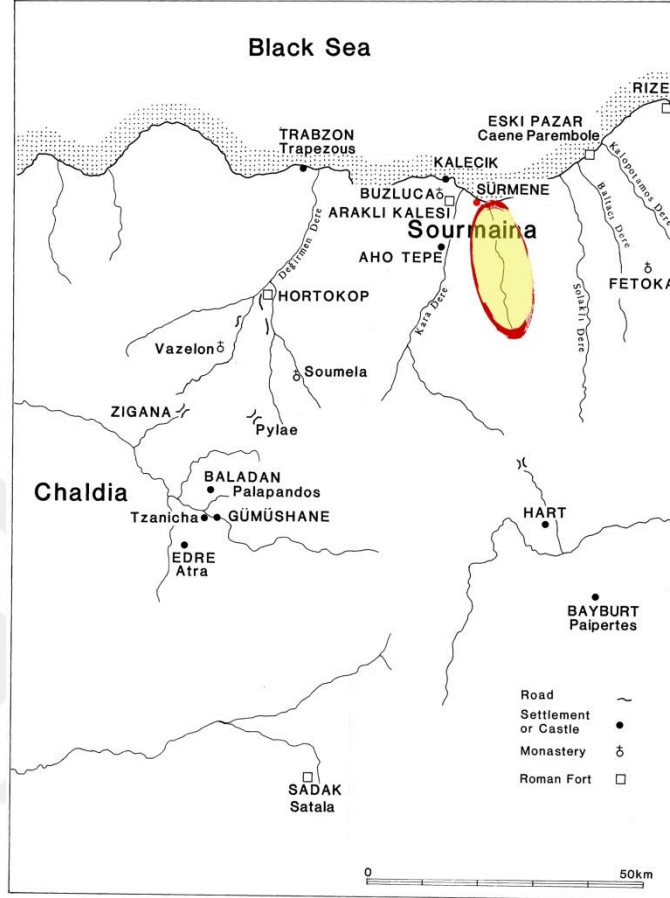 Black Sea
RIZE
ESKI PAZAR
Caene Parembole
TRABZON
Trapezous
KALECIK
BUZLUCA
SÜRMENE
ARAKLI KALESI
Sourmaina
AHO TEPE
Kalopotamos Dere
Baltacı Dere
FETOKA
Değirmen Dere
HORTOKOP
Kara Dere
Solaklı Dere
Vazelon
Soumela
ZIGANA
Pylae
Chaldia
BALADAN
Palapandos
Tzanicha
GÜMÜSHANE
HART
EDRE
Atra
BAYBURT
Paipertes
Road
Settlement
or Castle
Monastery
Roman Fort
SADAK
Satala
0
50km